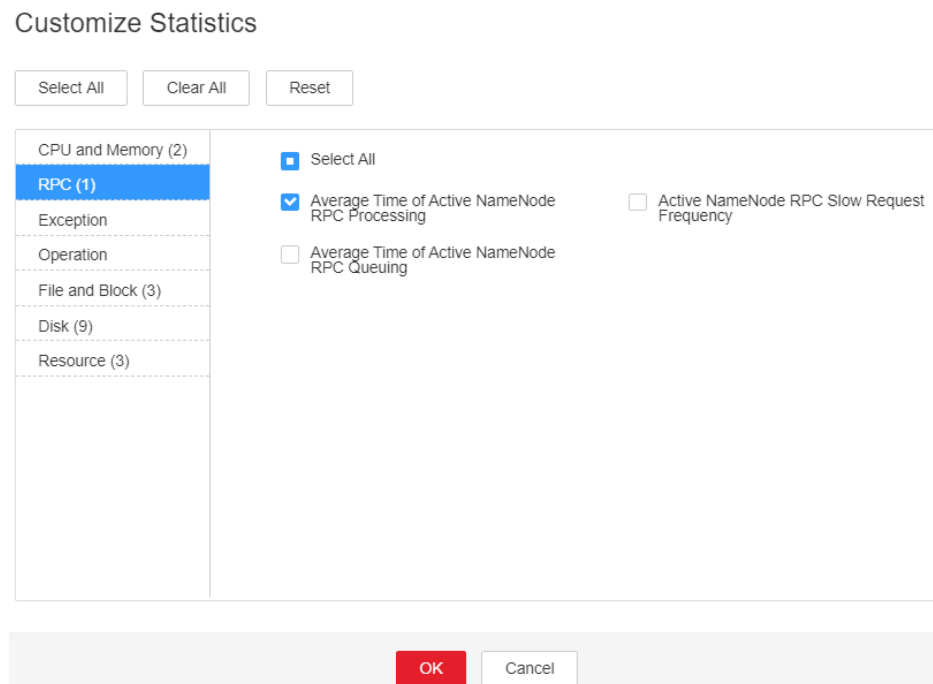 Customize Statistics
Select All
Clear All
Reset
CPU and Memory (2)
RPC (1)
Exception
Operation
File and Block (3)
Disk (9)
Resource (3)
Select All
Average Time of Active NameNode
RPC Processing
Active NameNode RPC Slow Request
Frequency
Average Time of Active NameNode
RPC Queuing
OK
Cancel